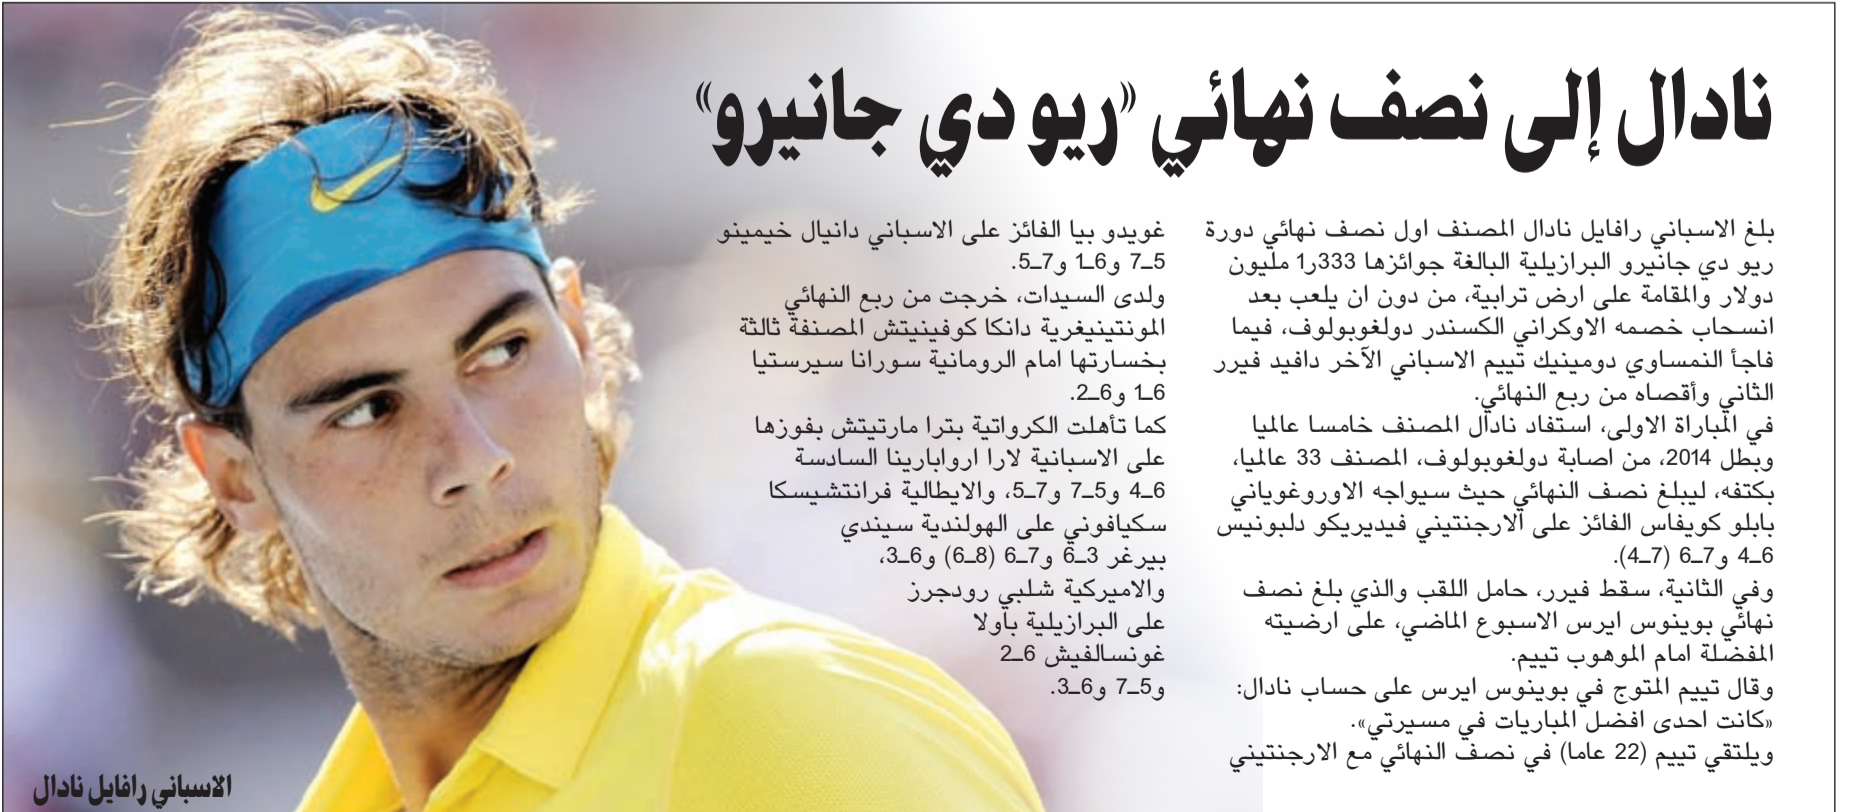 نادال إلى نصف نهائي «ريو دي جانيرو»
بلغ الاسباني رافايل نادال المصنف اول نصف نهائي دورة
ريو دي جانيرو البرازيلية البالغة جوائزها 333ر1 مليون
دولار والمقامة على ارض ترابية، من دون ان يلعب بعد
انسحاب خصمه الاوكراني الكسندر دولغوبولوف، فيما
فاجأ النمساوي دومينيك تييم الاسباني الآخر دافيد فيرر
الثاني وأقصاه من ربع النهائي.
في المباراة الاولى، استفاد نادال المصنف خامسا عالميا
وبطل 2014، من اصابة دولغوبولوف، المصنف 33 عالميا،
بكتفه، ليبلغ نصف النهائي حيث سيواجه الاوروغوياني
بابلو كويفاس الفائز على الارجنتيني فيديريكو دلبونيس
6ـ4 و7ـ6 (7ـ4).
وفي الثانية، سقط فيرر، حامل اللقب والذي بلغ نصف
نهائي بوينوس ايرس الاسبوع الماضي، على ارضيته
المفضلة امام الموهوب تييم.
وقال تييم المتوج في بوينوس ايرس على حساب نادال:
«كانت احدى افضل المباريات في مسيرتي».
ويلتقي تييم (22 عاما) في نصف النهائي مع الارجنتيني
غويدو بيا الفائز على الاسباني دانيال خيمينو
5ـ7 و6ـ1 و7ـ5.
ولدى السيدات، خرجت من ربع النهائي
المونتينيغرية دانكا كوفينيتش المصنفة ثالثة
بخسارتها امام الرومانية سورانا سيرستيا
6ـ1 و6ـ2.
كما تأهلت الكرواتية بترا مارتيتش بفوزها
على الاسبانية لارا اروابارينا السادسة
6ـ4 و5ـ7 و7ـ5، والايطالية فرانتشيسكا
سكيافوني على الهولندية سيندي
بيرغر 3ـ6 و7ـ6 (8ـ6) و6ـ3،
والاميركية شلبي رودجرز
على البرازيلية باولا
غونسالفيش 6ـ2
و5ـ7 و6ـ3.
الاسباني رافايل نادال